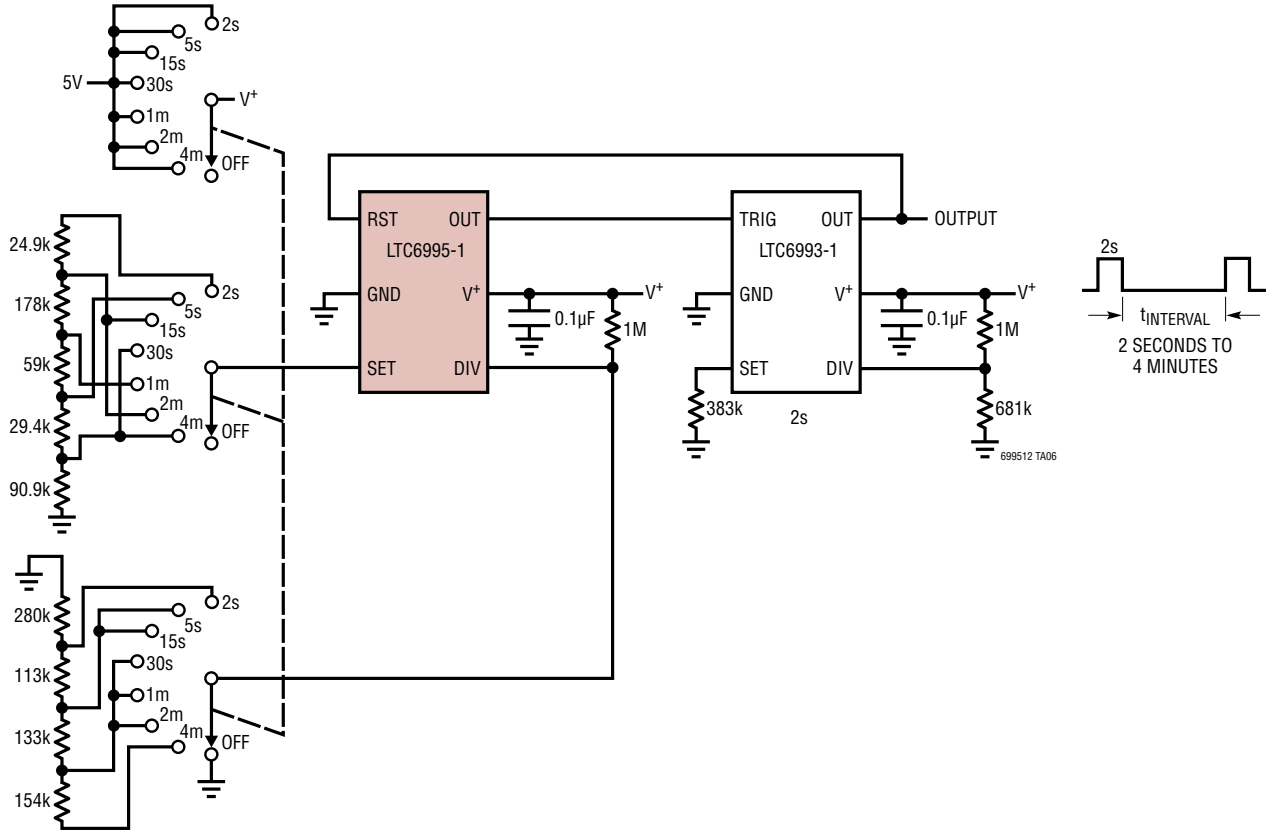 2s
5s
15s
5V
30s
V+
1m
2m
4m
OFF
24.9k
178k
59k
29.4k
90.9k
2s
5s
15s
30s
1m
2m
4m
OFF
280k
113k
133k
154k
2s
5s
15s
30s
1m
2m
4m
OFF
RST OUT
LTC6995-1
GND V+
SET DIV
0.1µF
1M
V+
TRIG OUT
OUTPUT
LTC6993-1
GND V+
SET DIV
0.1µF
1M
V+
383k
681k
2s
699512 TA06
2s
tINTERVAL
2 SECONDS TO
4 MINUTES